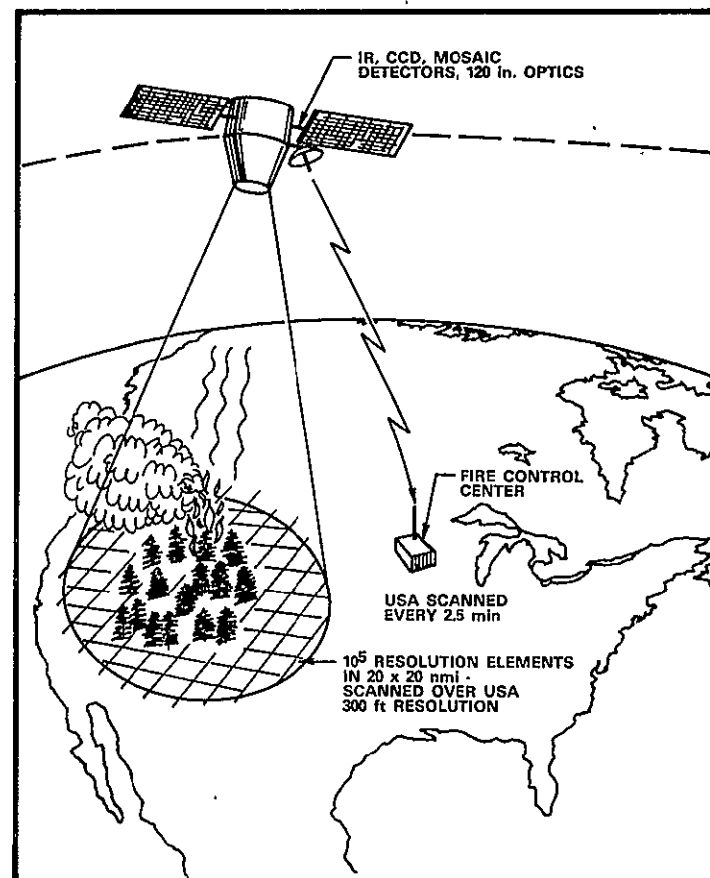 IR, CCD, MOSAIC
DETECTORS, 120 in. OPTICS
FIRE CONTROL
CENTER
USA SCANNED
EVERY 2.5 min
10⁵ RESOLUTION ELEMENTS
IN 20 x 20 nmi -
SCANNED OVER USA
300 ft RESOLUTION